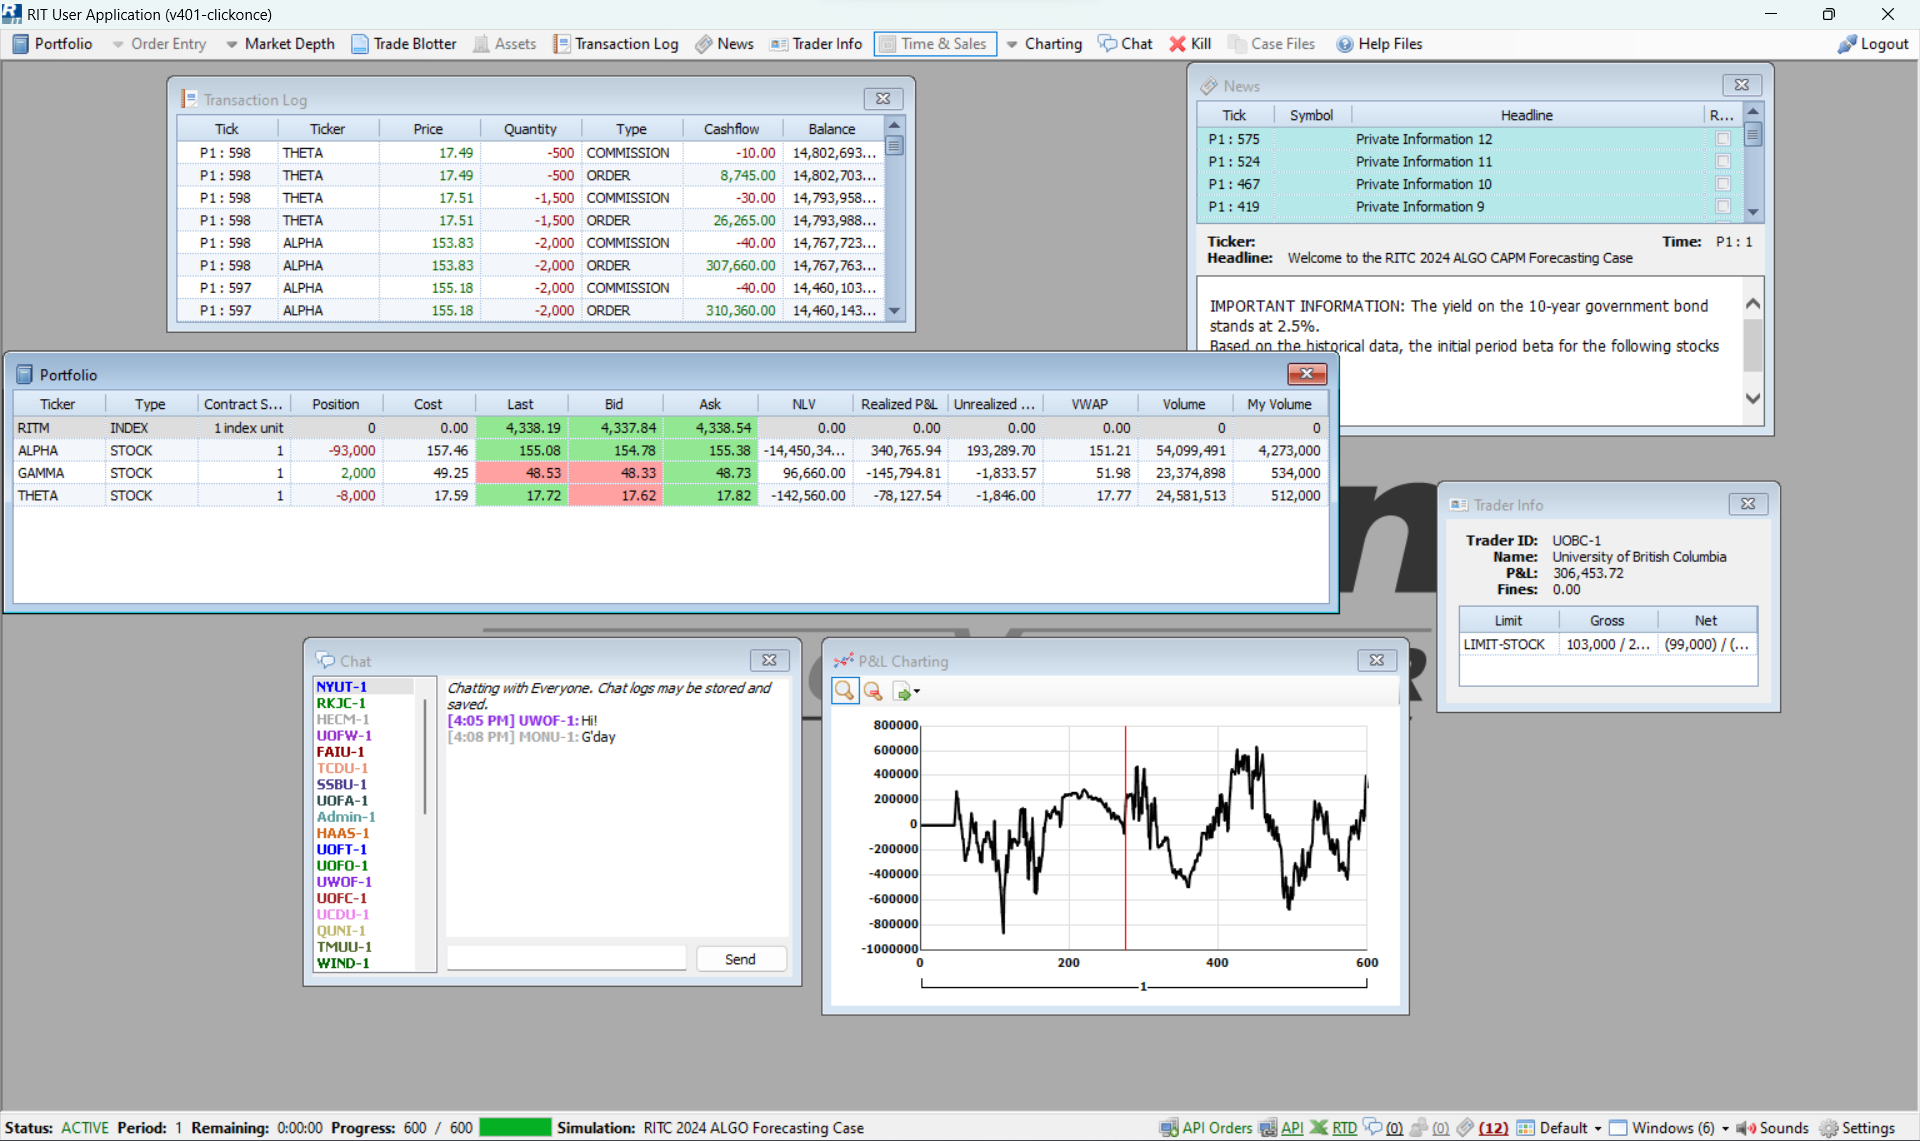 RIT User Application (v401-clickonce)
Portfolio Order Entry Market Depth Trade Blotter Assets Transaction Log News Trader Info Time & Sales Charting Chat Kill Case Files Help Files Logout
Transaction Log
Tick Ticker Price Quantity Type Cashflow Balance
P1 : 598 THETA 17.49 -500 COMMISSION -10.00 14,802,693...
P1 : 598 THETA 17.49 -500 ORDER 8,745.00 14,802,703...
P1 : 598 THETA 17.51 -1,500 COMMISSION -30.00 14,793,958...
P1 : 598 THETA 17.51 -1,500 ORDER 26,265.00 14,793,988...
P1 : 598 ALPHA 153.83 -2,000 COMMISSION -40.00 14,767,723...
P1 : 598 ALPHA 153.83 -2,000 ORDER 307,660.00 14,767,763...
P1 : 597 ALPHA 155.18 -2,000 COMMISSION -40.00 14,460,103...
P1 : 597 ALPHA 155.18 -2,000 ORDER 310,360.00 14,460,143...
News
Tick Symbol Headline R...
P1 : 575 Private Information 12
P1 : 524 Private Information 11
P1 : 467 Private Information 10
P1 : 419 Private Information 9
Ticker: Time: P1 : 1
Headline: Welcome to the RITC 2024 ALGO CAPM Forecasting Case
IMPORTANT INFORMATION: The yield on the 10-year government bond
stands at 2.5%.
Based on the historical data, the initial period beta for the following stocks
Portfolio
Ticker Type Contract S... Position Cost Last Bid Ask NLV Realized P&L Unrealized ... VWAP Volume My Volume
RITM INDEX 1 index unit 0 0.00 4,338.19 4,337.84 4,338.54 0.00 0.00 0.00 0.00 0 0
ALPHA STOCK 1 -93,000 157.46 155.08 154.78 155.38 -14,450,34... 340,765.94 193,289.70 151.21 54,099,491 4,273,000
GAMMA STOCK 1 2,000 49.25 48.53 48.33 48.73 96,660.00 -145,794.81 -1,833.57 51.98 23,374,898 534,000
THETA STOCK 1 -8,000 17.59 17.72 17.62 17.82 -142,560.00 -78,127.54 -1,846.00 17.77 24,581,513 512,000
Trader Info
Trader ID: UOBC-1
Name: University of British Columbia
P&L: 306,453.72
Fines: 0.00
Limit Gross Net
LIMIT-STOCK 103,000 / 2... (99,000) / (...
Chat
NYUT-1
RKJC-1
HECM-1
UOFW-1
FAIU-1
TCDU-1
SSBU-1
UOFA-1
Admin-1
HAAS-1
UOFT-1
UOFO-1
UWOF-1
UOFC-1
UCDU-1
QUNI-1
TMUU-1
WIND-1
Chatting with Everyone. Chat logs may be stored and
saved.
[4:05 PM] UWOF-1: Hi!
[4:08 PM] MONU-1: G'day
Send
P&L Charting
800000
600000
400000
200000
0
-200000
-400000
-600000
-800000
-1000000
0 200 400 600
1
Status: ACTIVE Period: 1 Remaining: 0:00:00 Progress: 600 / 600 Simulation: RITC 2024 ALGO Forecasting Case API Orders API RTD (0) (0) (12) Default Windows (6) Sounds Settings